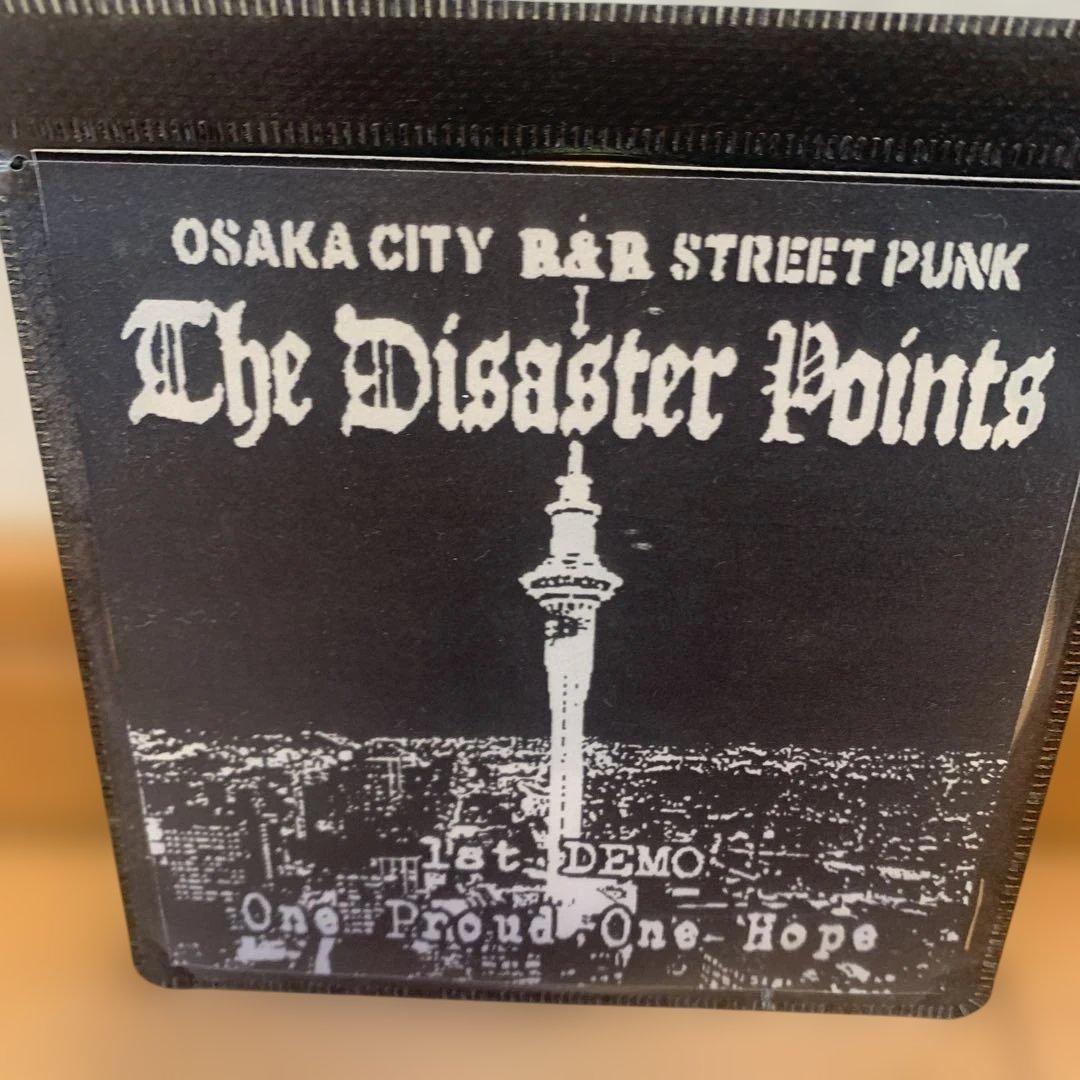 OSAKA CITY R&R STREET PUNK
The Disaster Points
1st DEMO
One Proud One Hope